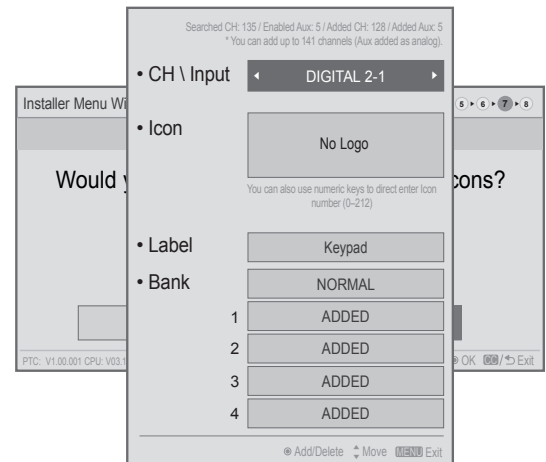 Searched CH: 135 / Enabled Aux: 5 / Added CH: 128 / Added Aux: 5
* You can add up to 141 channels (Aux added as analog).
• CH \ Input
DIGITAL 2-1
Installer Menu Wi
5 6 7 8
• Icon
No Logo
Would
cons?
You can also use numeric keys to direct enter Icon
number (0–212)
• Label
Keypad
• Bank
NORMAL
1 ADDED
2 ADDED
3 ADDED
4 ADDED
PTC: V1.00.001 CPU: V03.1
OK CC / Exit
Add/Delete Move MENU Exit